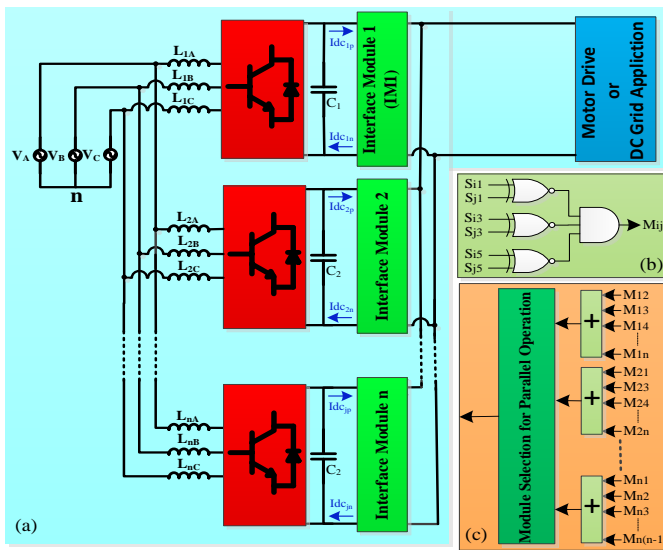 L1A
L1B
L1C
VA
VB
VC
n
Idc1p
C1
Idc1n
Interface Module 1
(IM1)
Motor Drive
or
DC Grid Appliction
L2A
L2B
L2C
Idc2p
C2
Idc2n
Interface Module 2
LnA
LnB
LnC
Idcjp
C2
Idcjn
Interface Module n
(a)
Si1
Sj1
Si3
Sj3
Si5
Sj5
Mij
(b)
Module Selection for Parallel Operation
+
M12
M13
M14
M1n
+
M21
M23
M24
M2n
+
Mn1
Mn2
Mn3
Mn(n-1)
(c)